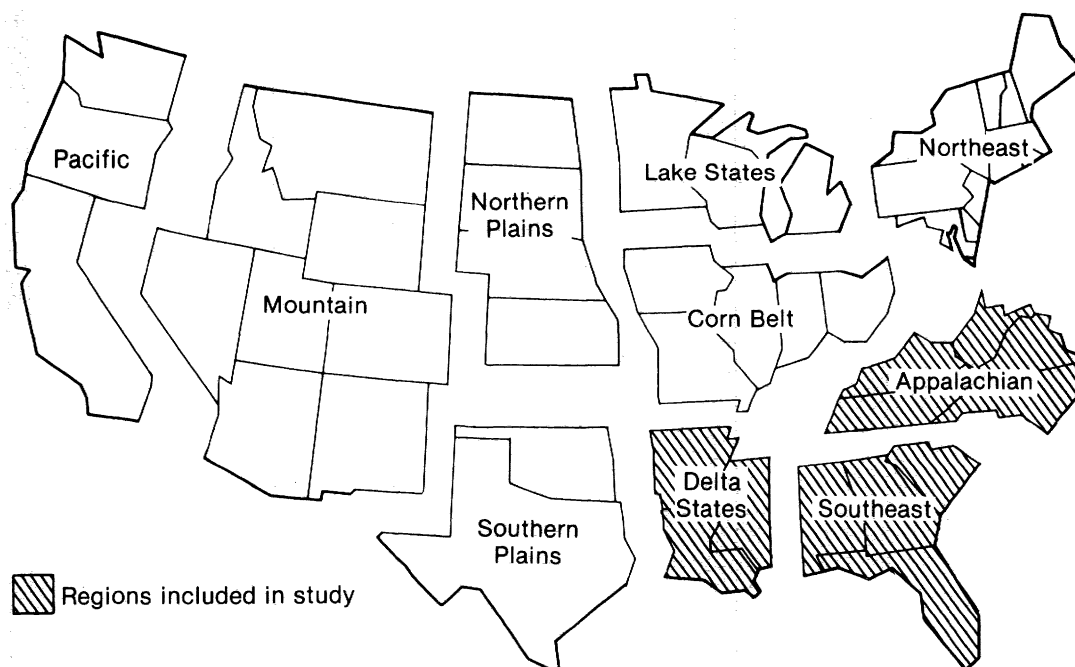 Pacific
Mountain
Northern
Plains
Lake States
Northeast
Corn Belt
Appalachian
Delta
States
Southeast
Southern
Plains
Regions included in study